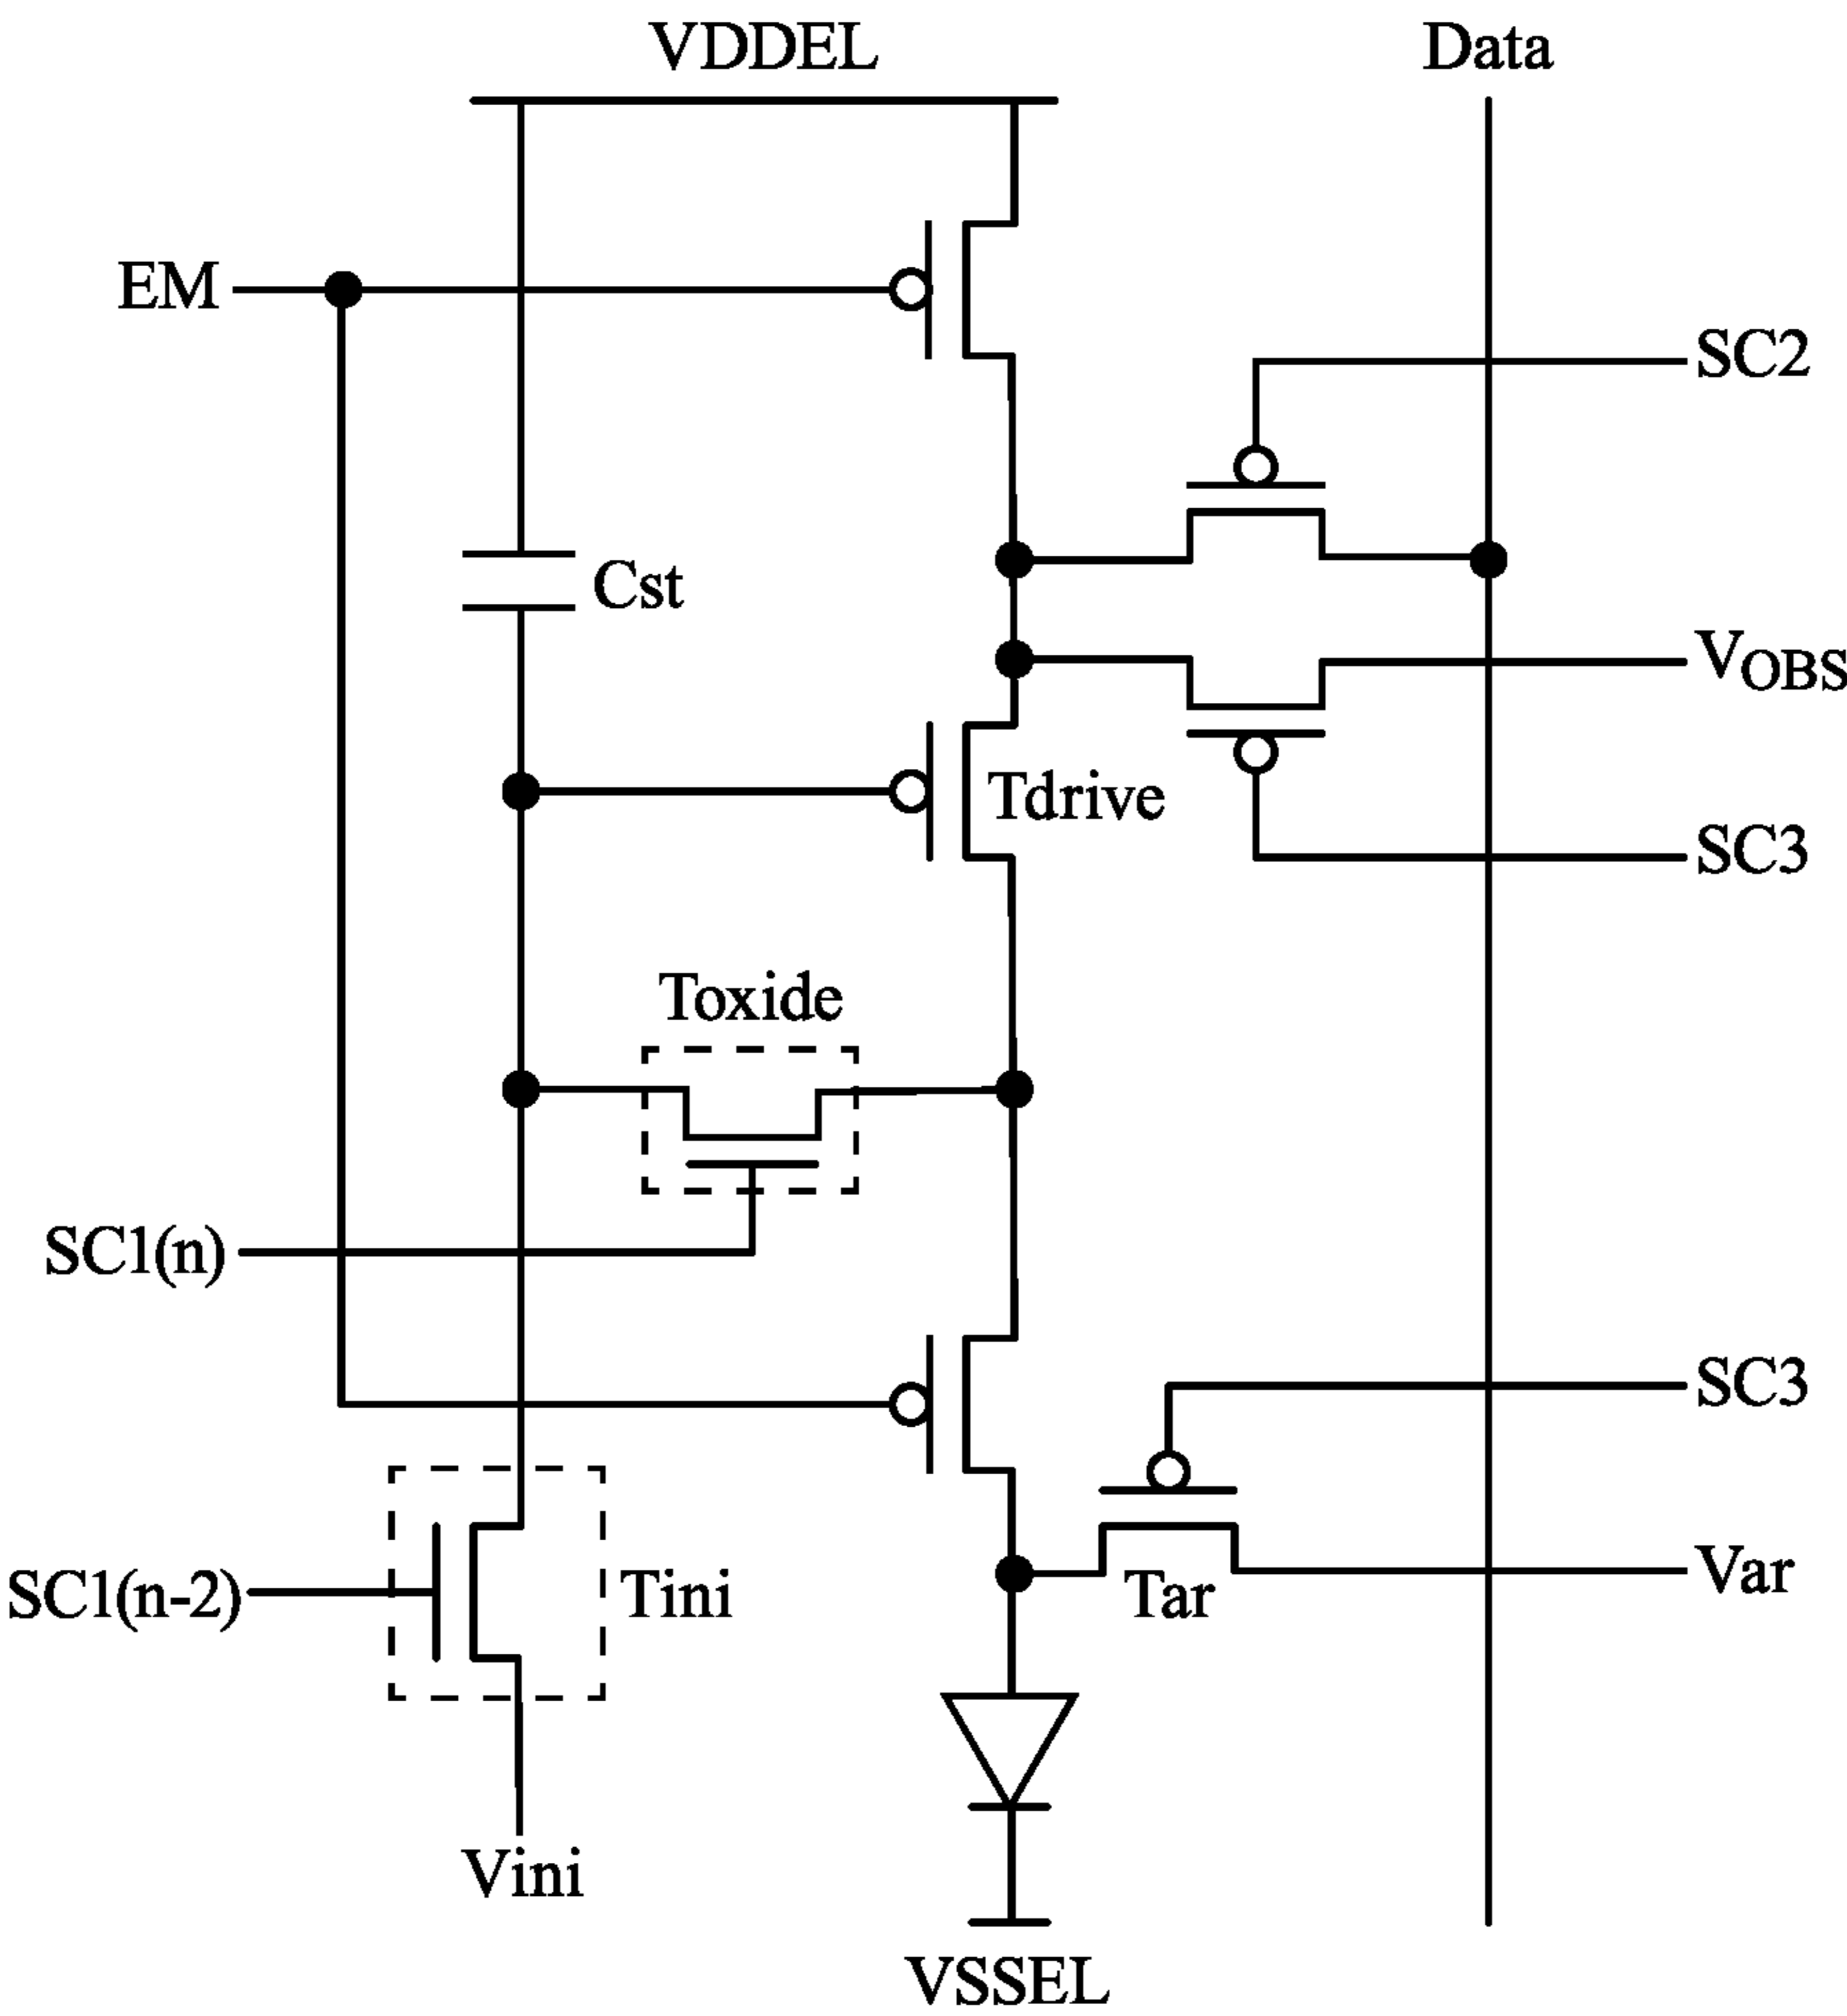 VDDEL
Data
EM
SC2
Cst
VOBS
Tdrive
SC3
Toxide
SC1(n)
SC3
SC1(n-2)
Tini
Tar
Var
Vini
VSSEL